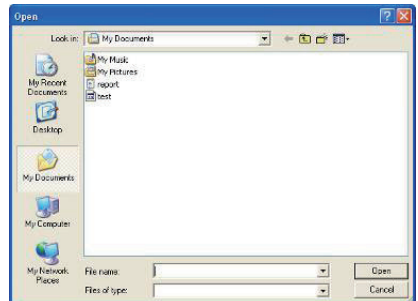 Open
Look in: My Documents
My Music
My Pictures
report
test
My Recent
Documents
Desktop
My Documents
My Computer
My Network
Places
File name:
Open
Files of type:
Cancel